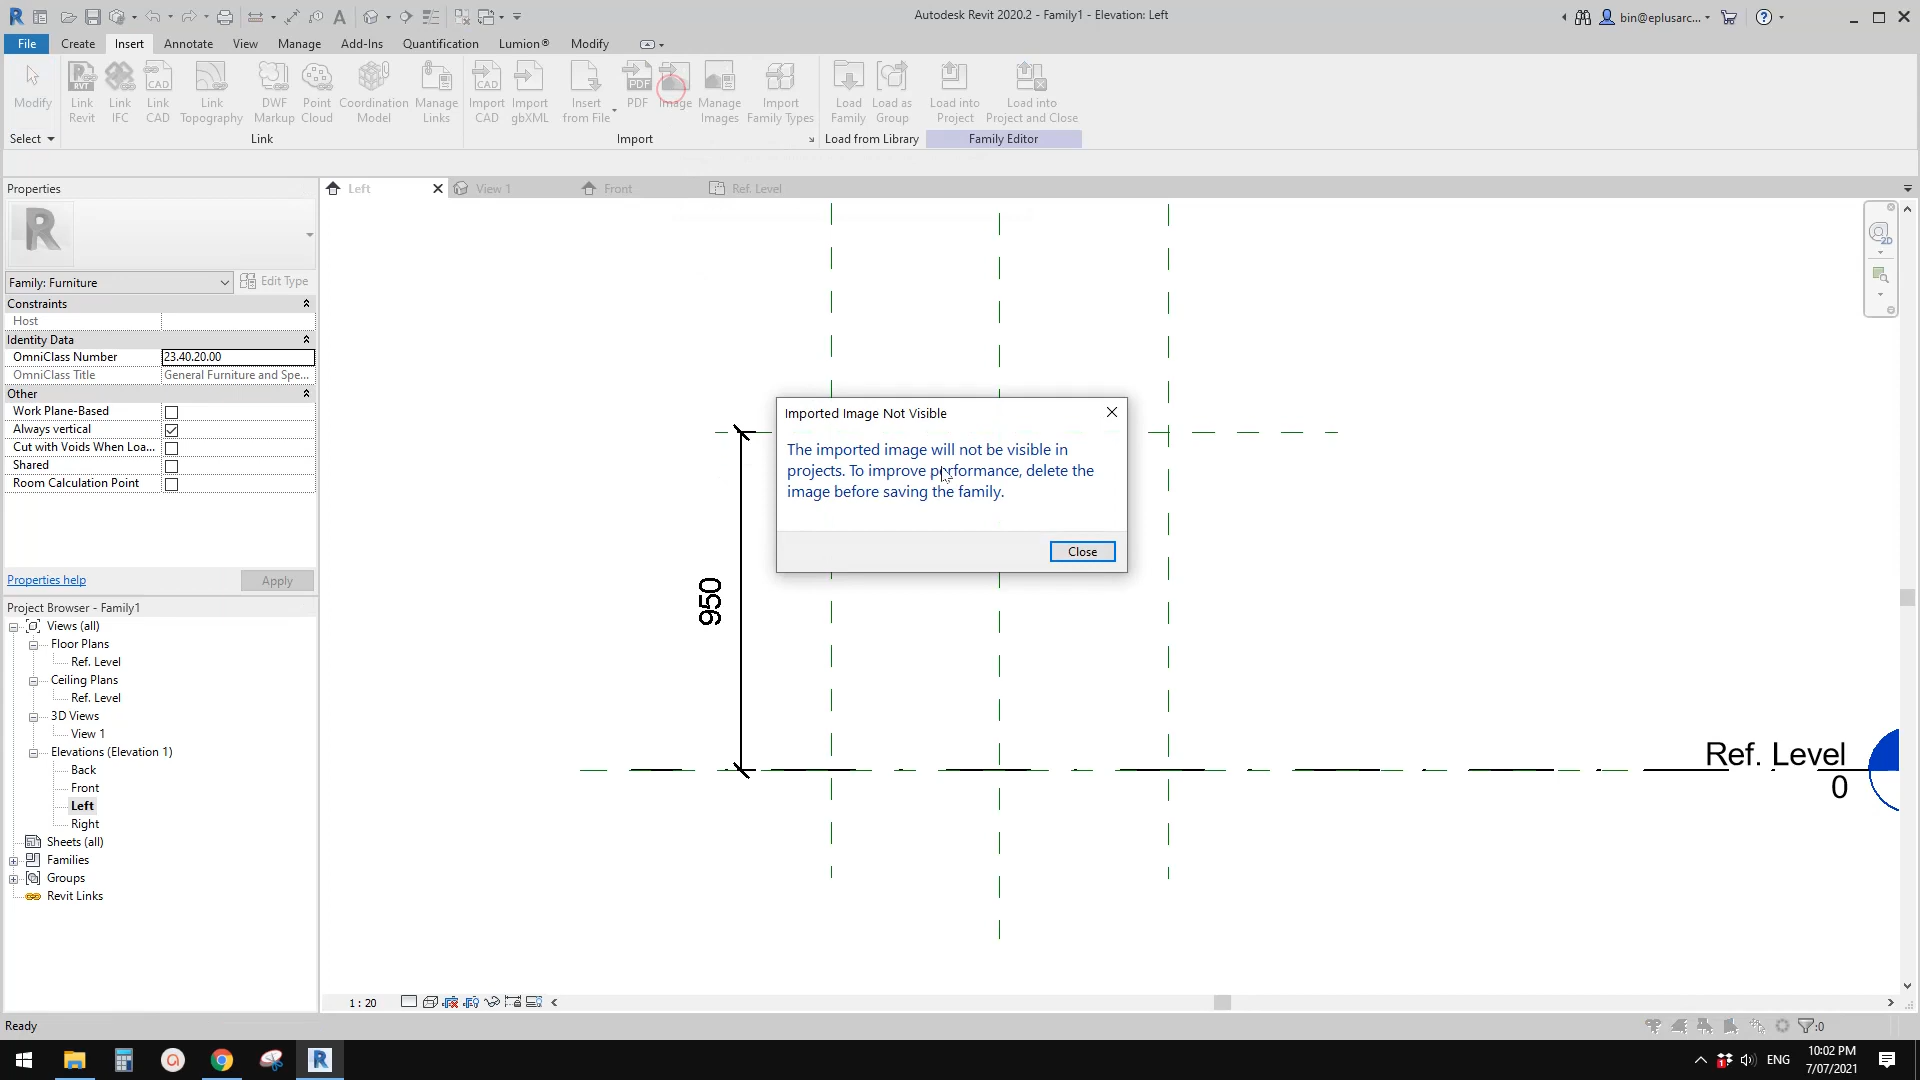 Autodesk Revit 2020.2 - Family1 - Elevation: Left
bin@eplusarc...
File Create Insert Annotate View Manage Add-Ins Quantification Lumion® Modify
Modify
Link Revit
Link IFC
Link CAD
Link Topography
DWF Markup
Point Cloud
Coordination Model
Manage Links
Import CAD
Import gbXML
Insert from File
PDF
Image
Manage Images
Import Family Types
Load Family
Load as Group
Load into Project
Load into Project and Close
Select
Link
Import
Load from Library
Family Editor
Properties
Left
View 1
Front
Ref. Level
R
Family: Furniture
Edit Type
Constraints
Host
Identity Data
OmniClass Number 23.40.20.00
OmniClass Title General Furniture and Spe...
Other
Work Plane-Based
Always vertical
Cut with Voids When Loa...
Shared
Room Calculation Point
Properties help
Apply
Project Browser - Family1
Views (all)
Floor Plans
Ref. Level
Ceiling Plans
Ref. Level
3D Views
View 1
Elevations (Elevation 1)
Back
Front
Left
Right
Sheets (all)
Families
Groups
Revit Links
Imported Image Not Visible
The imported image will not be visible in
projects. To improve performance, delete the
image before saving the family.
Close
950
Ref. Level
0
2D
1 : 20
Ready
:0
ENG
10:02 PM
7/07/2021